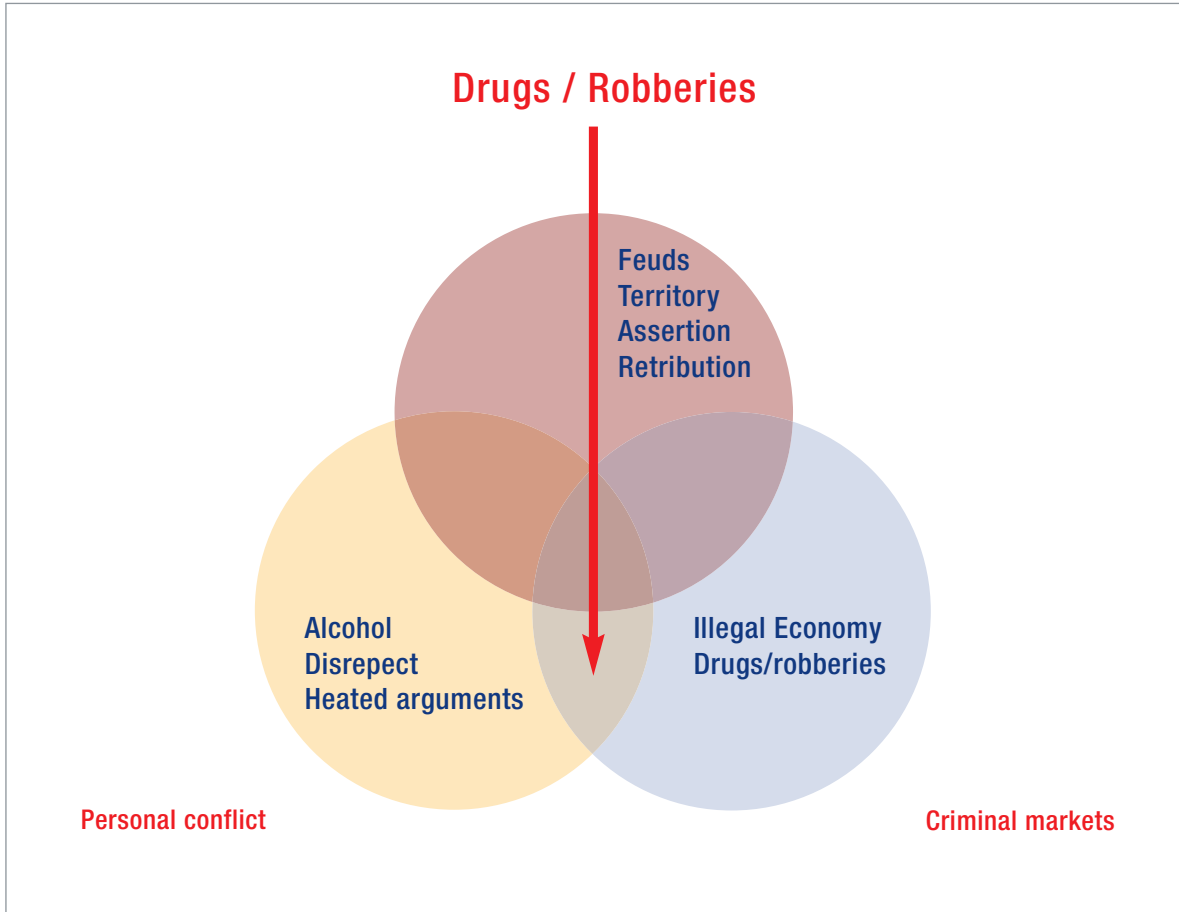 Drugs / Robberies
Feuds
Territory
Assertion
Retribution
Alcohol
Disrepect
Heated arguments
Illegal Economy
Drugs/robberies
Personal conflict
Criminal markets